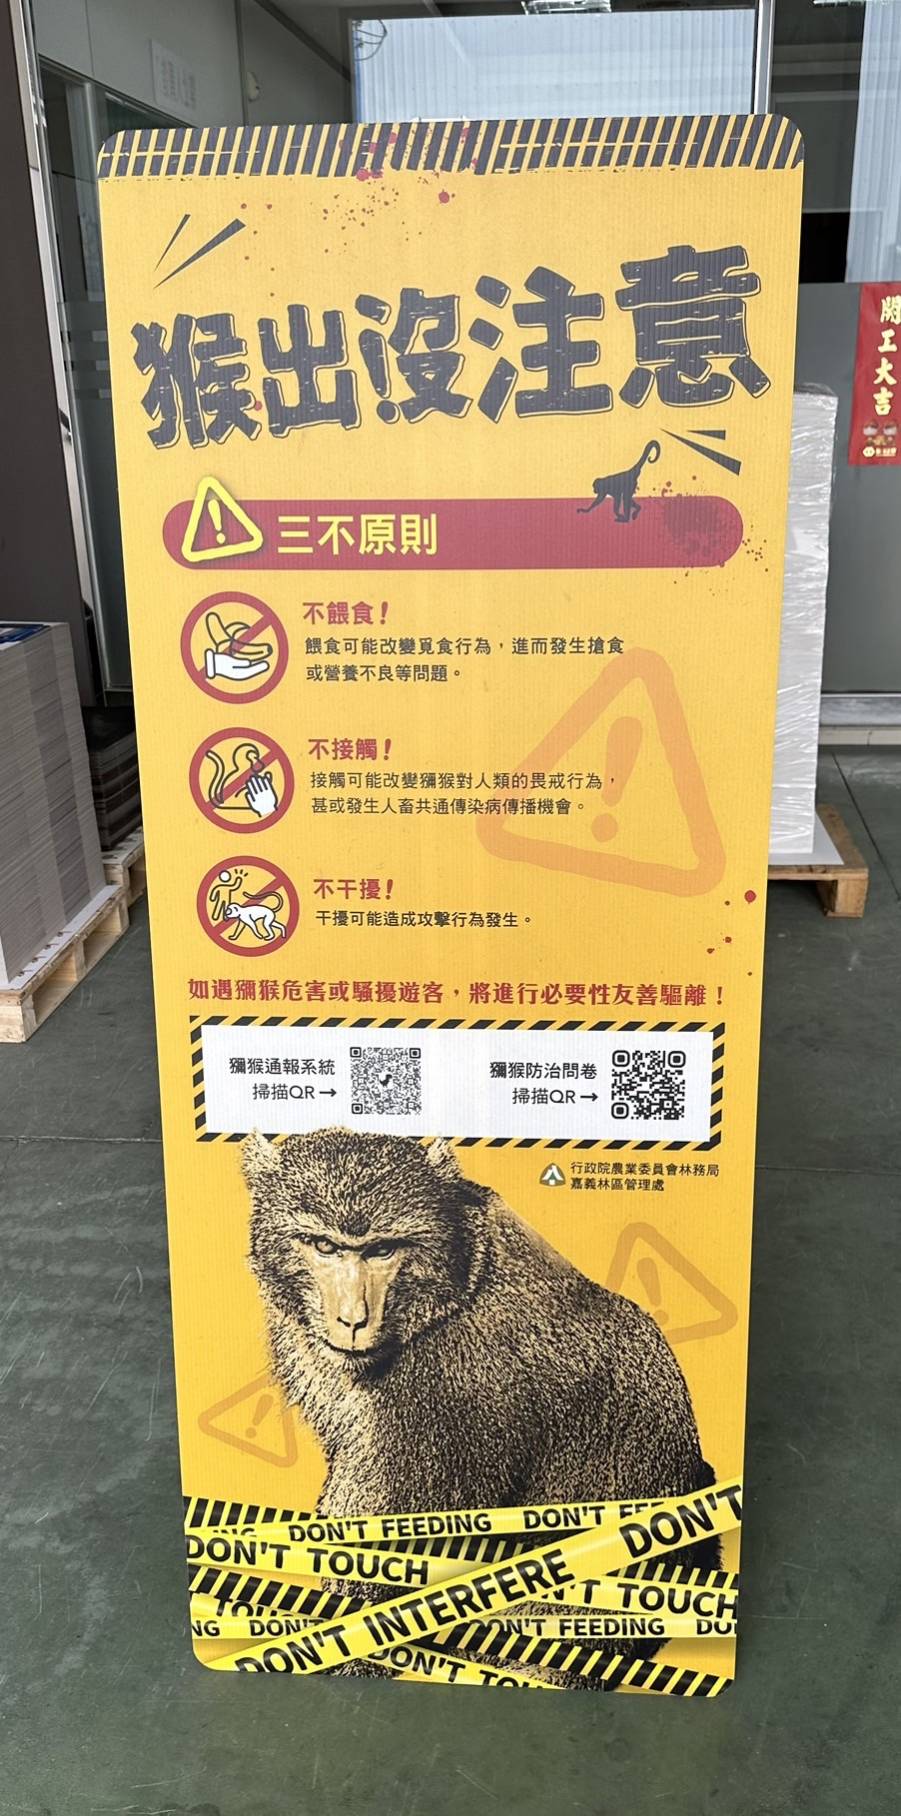 猴出沒注意
開工大吉
三不原則
不餵食！
餵食可能改變覓食行為，進而發生搶食
或營養不良等問題。
不接觸！
接觸可能改變獼猴對人類的畏戒行為，
甚或發生人畜共通傳染病傳播機會。
不干擾！
干擾可能造成攻擊行為發生。
如遇獼猴危害或騷擾遊客，將進行必要性友善驅離！
獼猴通報系統
掃描QR→
獼猴防治問卷
掃描QR→
行政院農業委員會林務局
嘉義林區管理處
DON'T FEEDING DON'T
DON'T TOUCH
DON'T INTERFERE DON'T
TOUCH
NG DON'T
DON'T FEEDING
DON'T